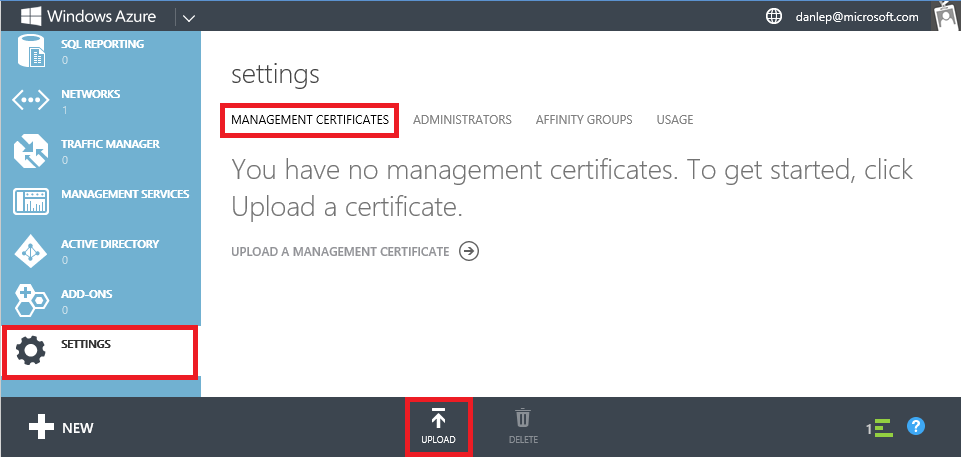 Windows Azure
danlep@microsoft.com
SQL REPORTING
0
NETWORKS
1
TRAFFIC MANAGER
0
MANAGEMENT SERVICES
ACTIVE DIRECTORY
0
ADD-ONS
0
SETTINGS
settings
MANAGEMENT CERTIFICATES ADMINISTRATORS AFFINITY GROUPS USAGE
You have no management certificates. To get started, click
Upload a certificate.
UPLOAD A MANAGEMENT CERTIFICATE
NEW
UPLOAD
DELETE
1
?